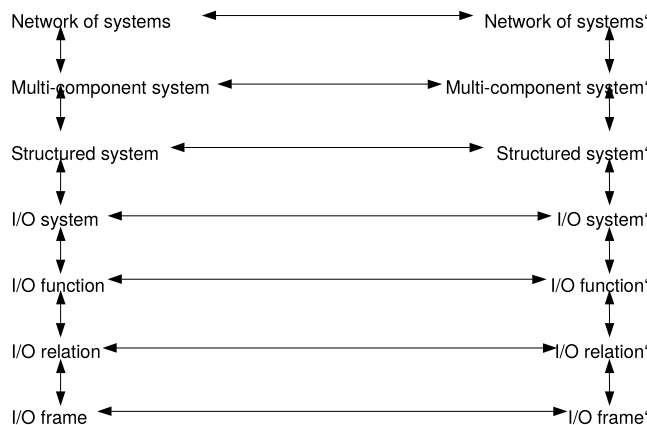 Network of systems Network of systems‘
Multi-component system Multi-component system‘
Structured system Structured system‘
I/O system I/O system‘
I/O function I/O function‘
I/O relation I/O relation‘
I/O frame I/O frame‘